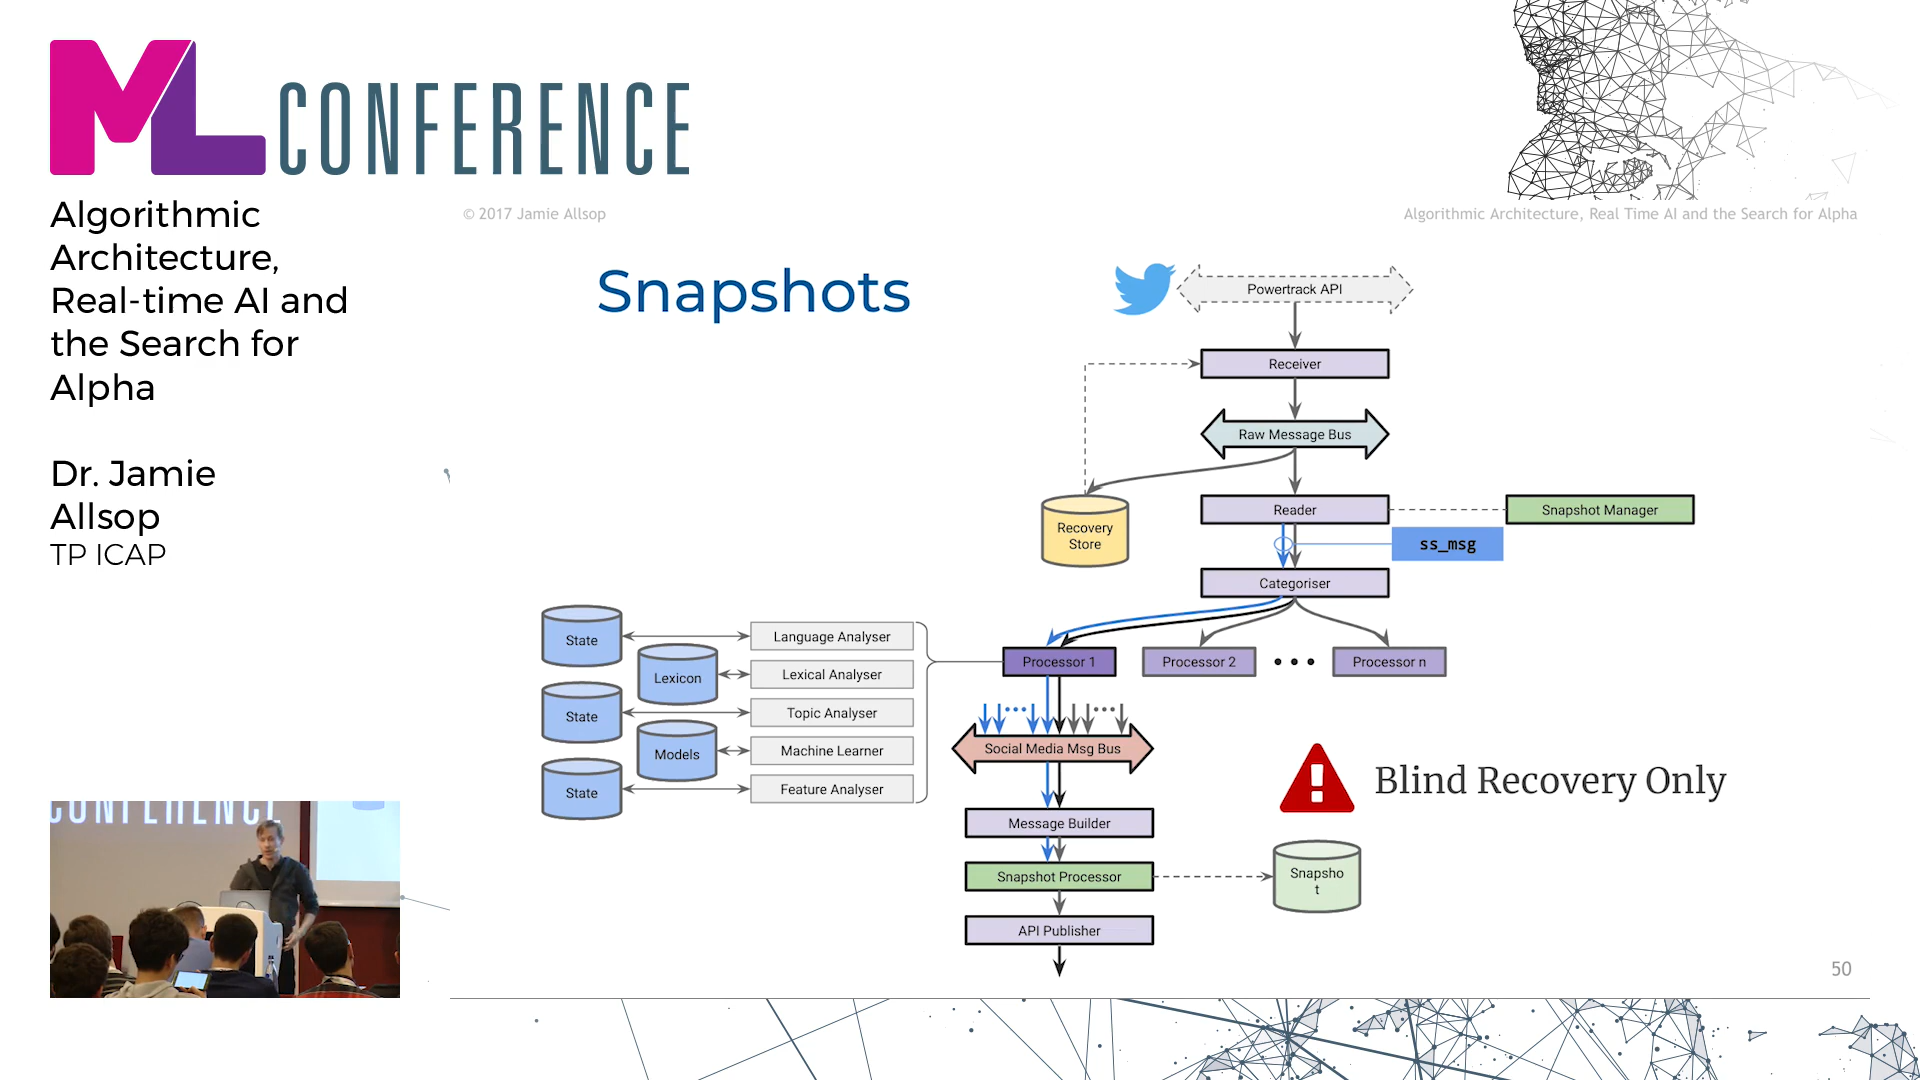 ML CONFERENCE
Algorithmic
Architecture,
Real-time AI and
the Search for
Alpha
Dr. Jamie
Allsop
TP ICAP
© 2017 Jamie Allsop
Algorithmic Architecture, Real Time AI and the Search for Alpha
Snapshots
Powertrack API
Receiver
Raw Message Bus
Recovery
Store
Reader
Snapshot Manager
ss_msg
Categoriser
State
Language Analyser
Lexicon
Lexical Analyser
State
Topic Analyser
Models
Machine Learner
State
Feature Analyser
Processor 1
Processor 2
Processor n
Social Media Msg Bus
Blind Recovery Only
Message Builder
Snapshot Processor
Snapsho
t
API Publisher
50
CONFERENCE